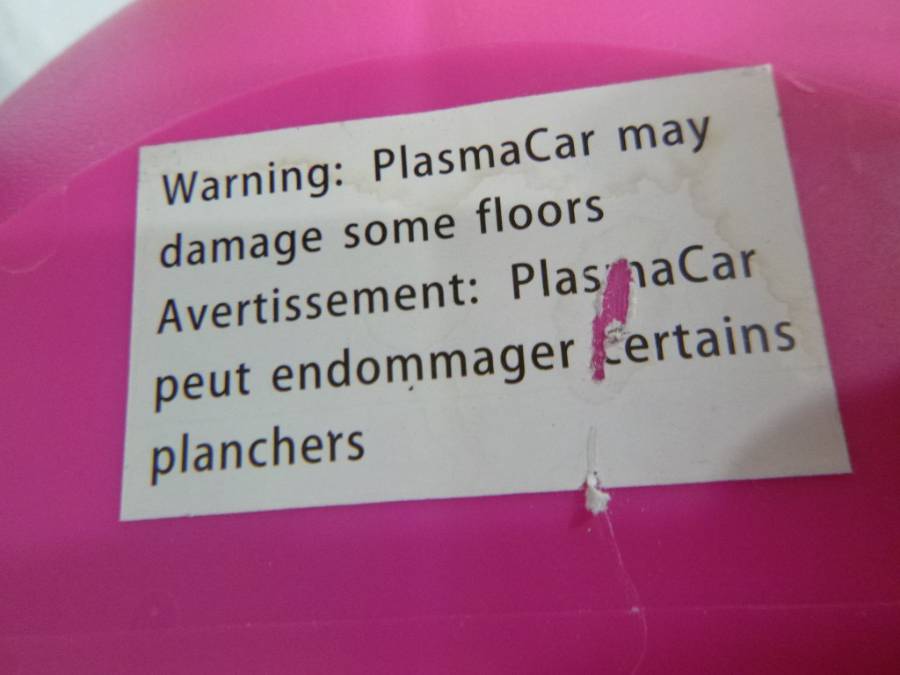 Warning: PlasmaCar may
damage some floors
Avertissement: PlasmaCar
peut endommager certains
planchers